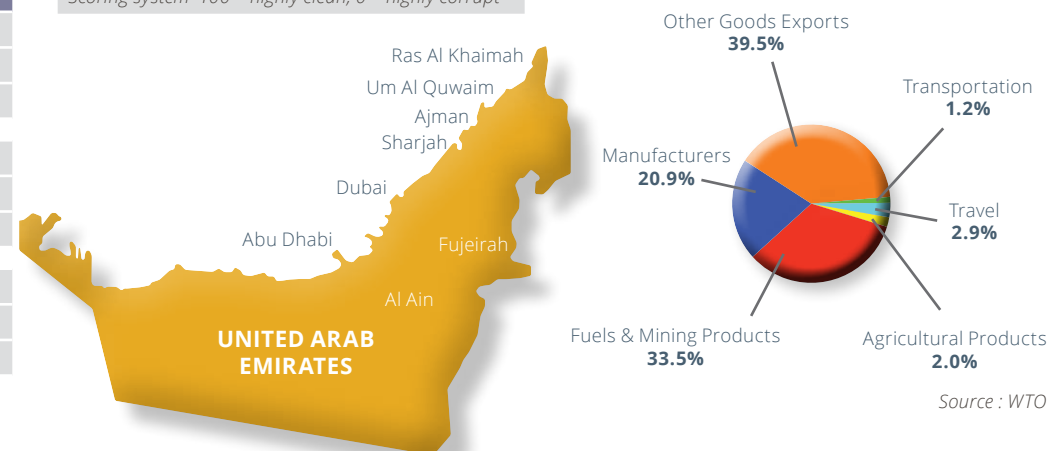 Ras Al Khaimah
Um Al Quwaim
Ajman
Sharjah
Dubai
Abu Dhabi
Fujeirah
Al Ain
UNITED ARAB
EMIRATES
Other Goods Exports
39.5%
Transportation
1.2%
Manufacturers
20.9%
Travel
2.9%
Fuels & Mining Products
33.5%
Agricultural Products
2.0%
Source : WTO